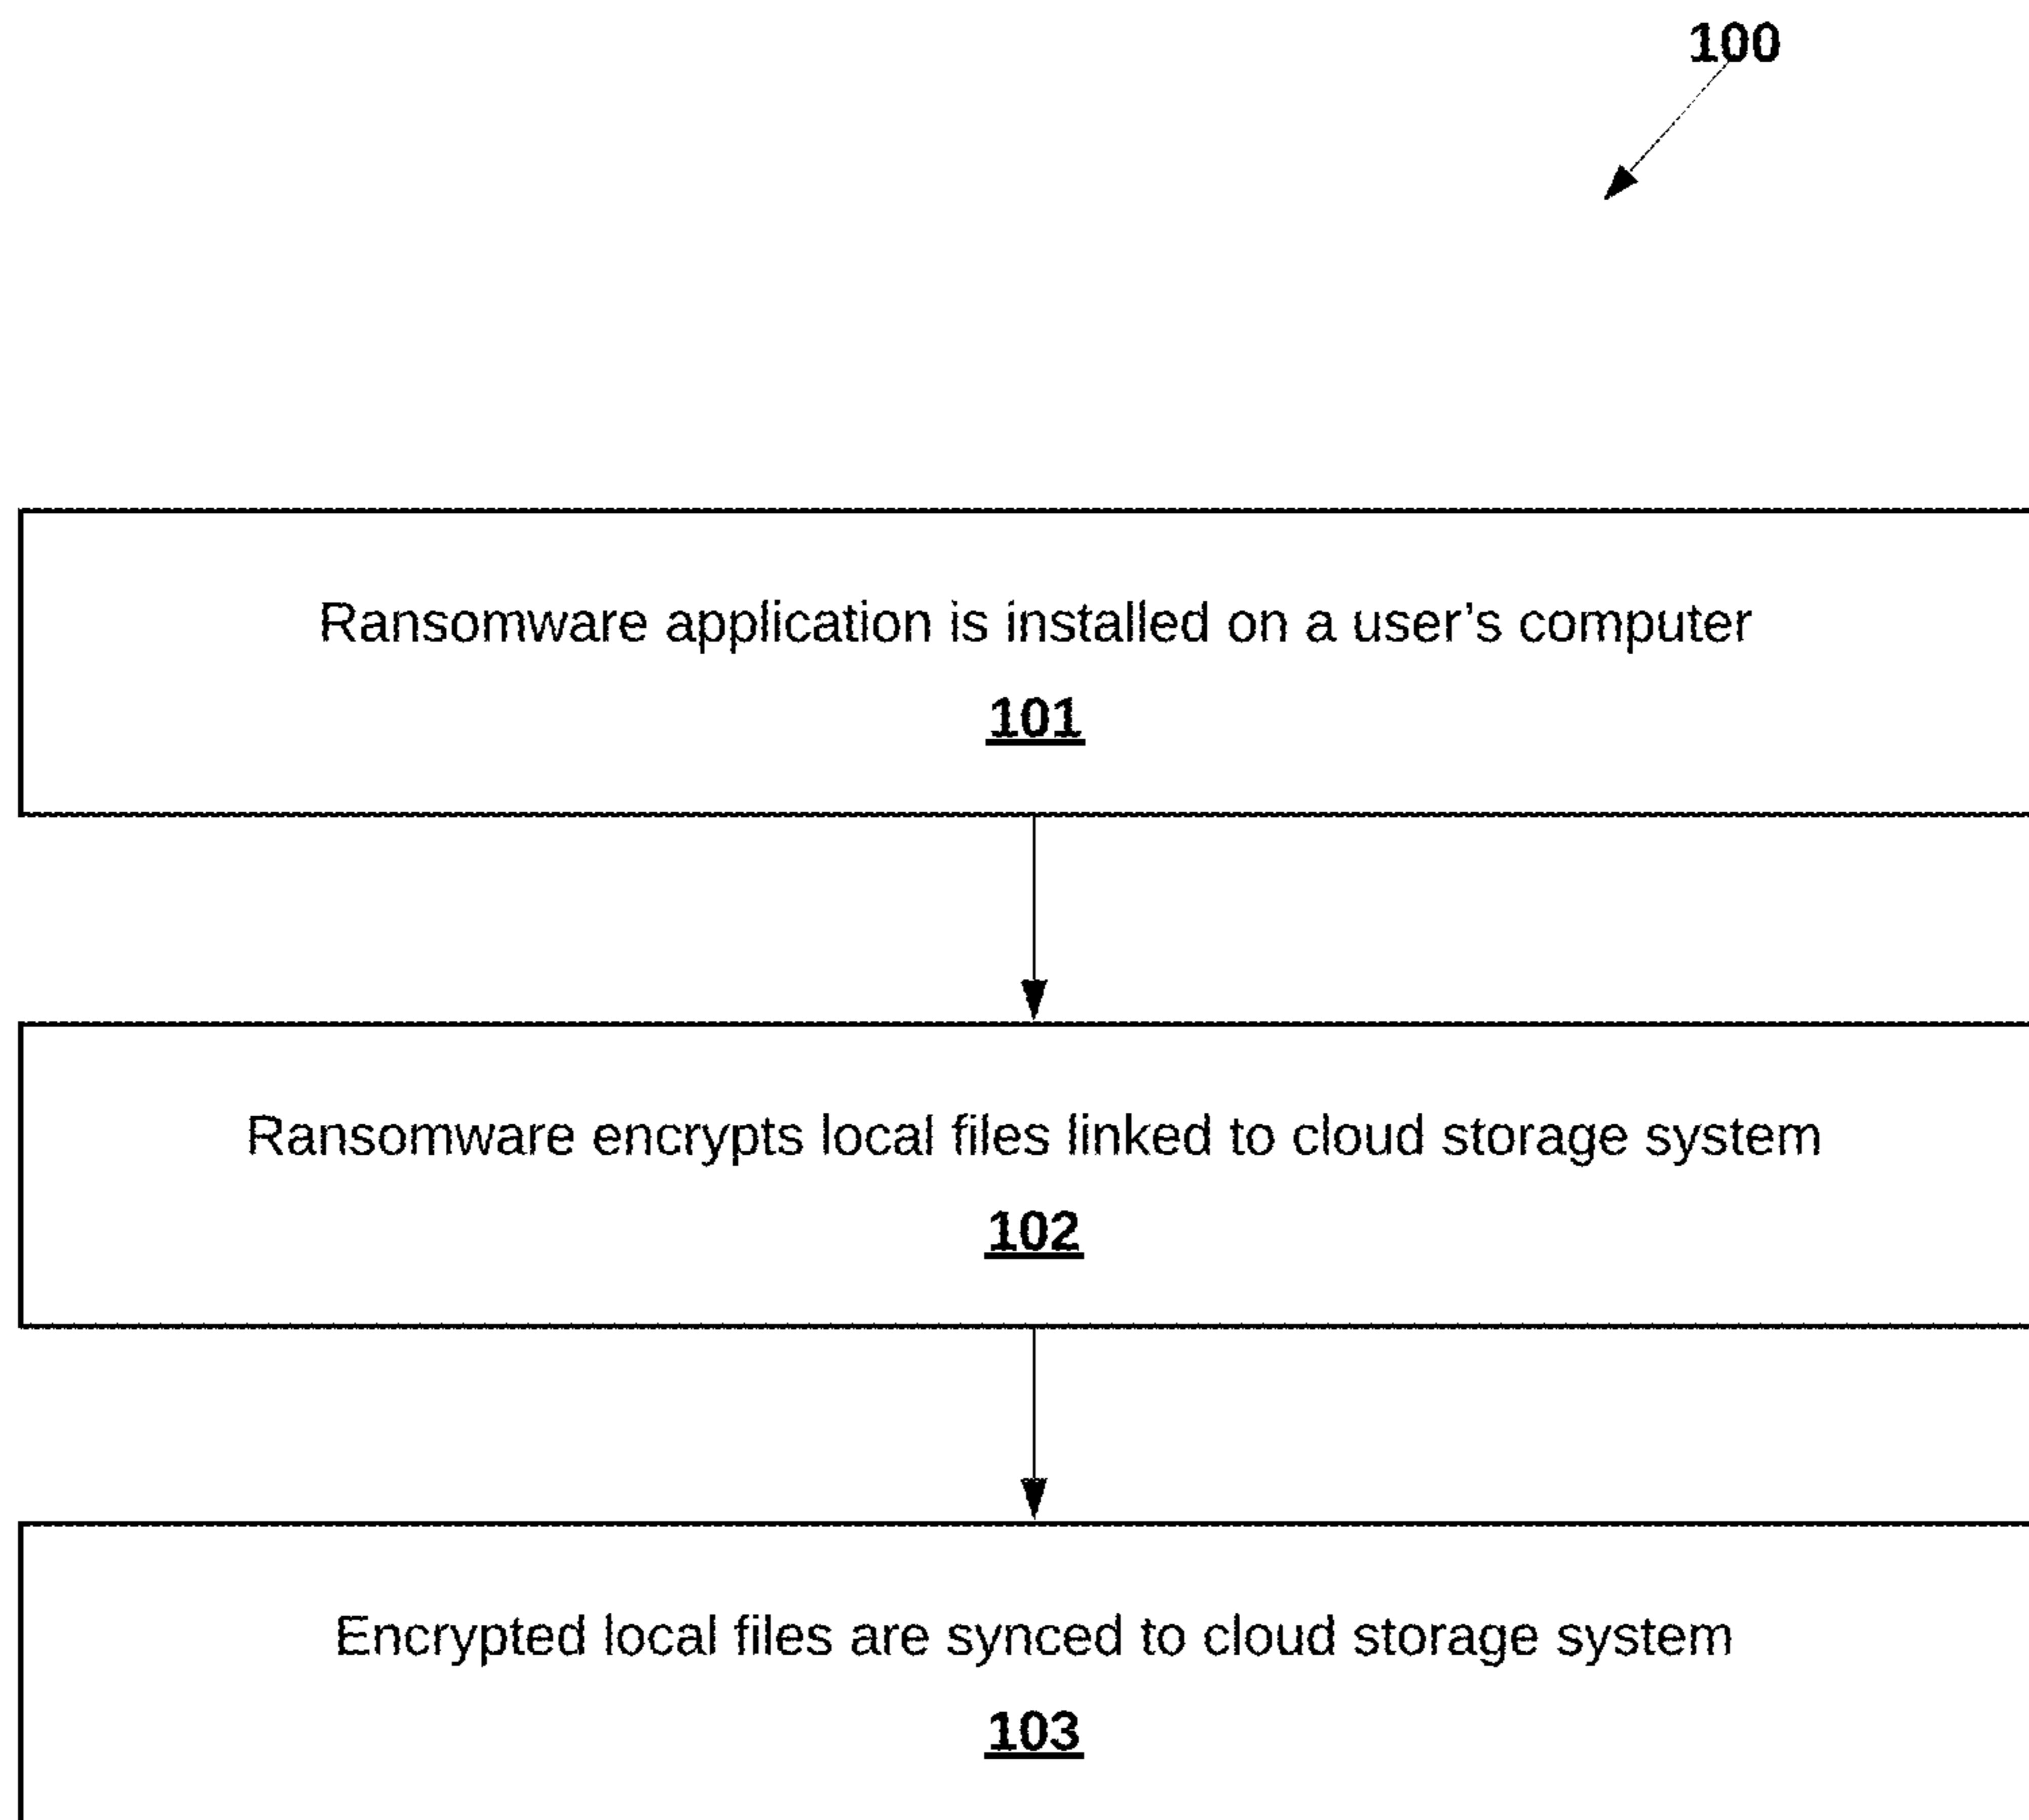 100
Ransomware application is installed on a user’s computer
101
Ransomware encrypts local files linked to cloud storage system
102
Encrypted local files are synced to cloud storage system
103